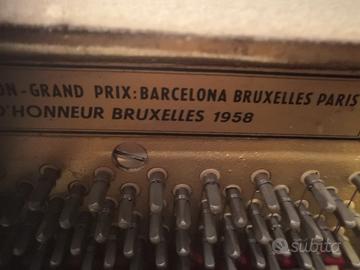 ON-GRAND PRIX: BARCELONA BRUXELLES PARIS
D'HONNEUR BRUXELLES 1958
subito